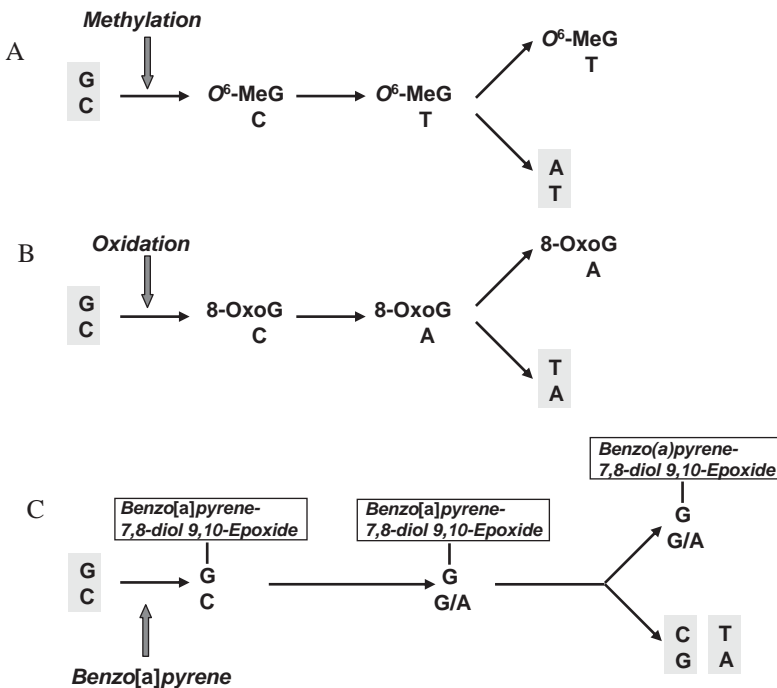 A
Methylation
G
C
O⁶-MeG
C
O⁶-MeG
T
O⁶-MeG
T
A
T
B
Oxidation
G
C
8-OxoG
C
8-OxoG
A
8-OxoG
A
T
A
C
G
C
Benzo[a]pyrene
Benzo[a]pyrene-
7,8-diol 9,10-Epoxide
G
C
Benzo[a]pyrene-
7,8-diol 9,10-Epoxide
G
G/A
Benzo(a)pyrene-
7,8-diol 9,10-Epoxide
G
G/A
C T
G A